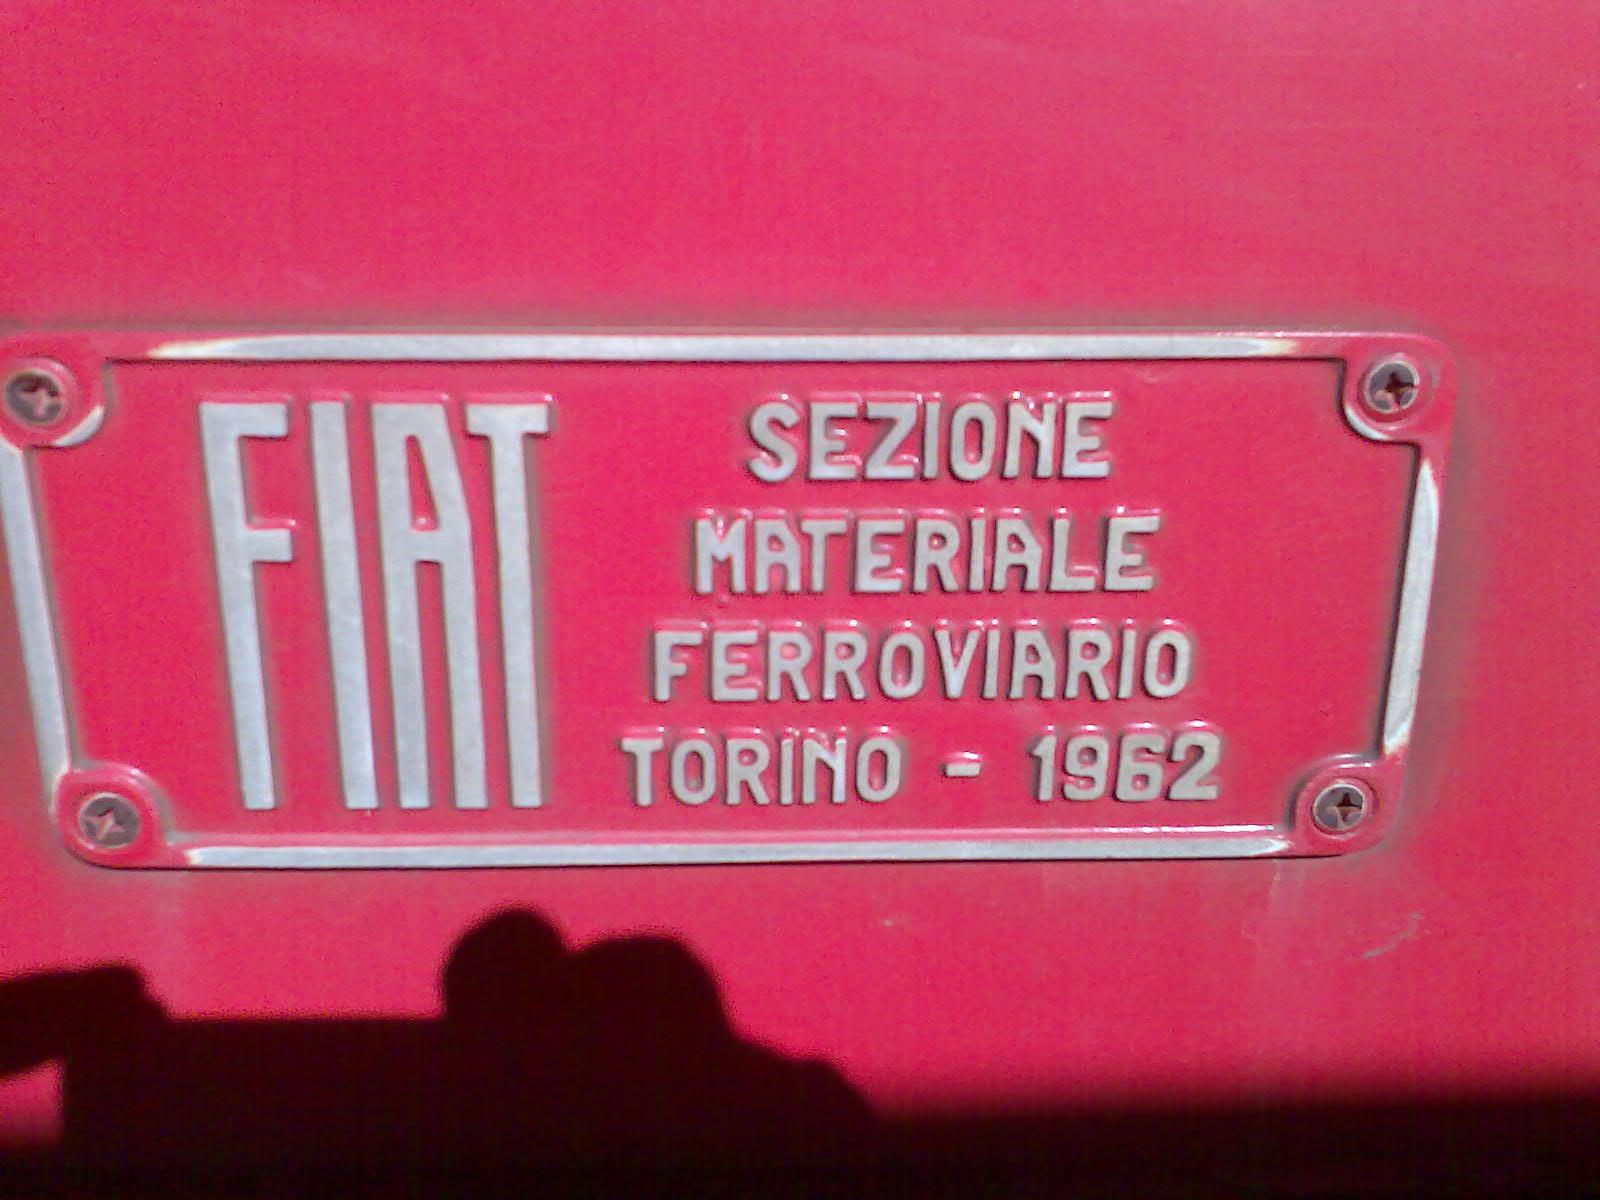 FIAT
SEZIONE
MATERIALE
FERROVIARIO
TORINO - 1962